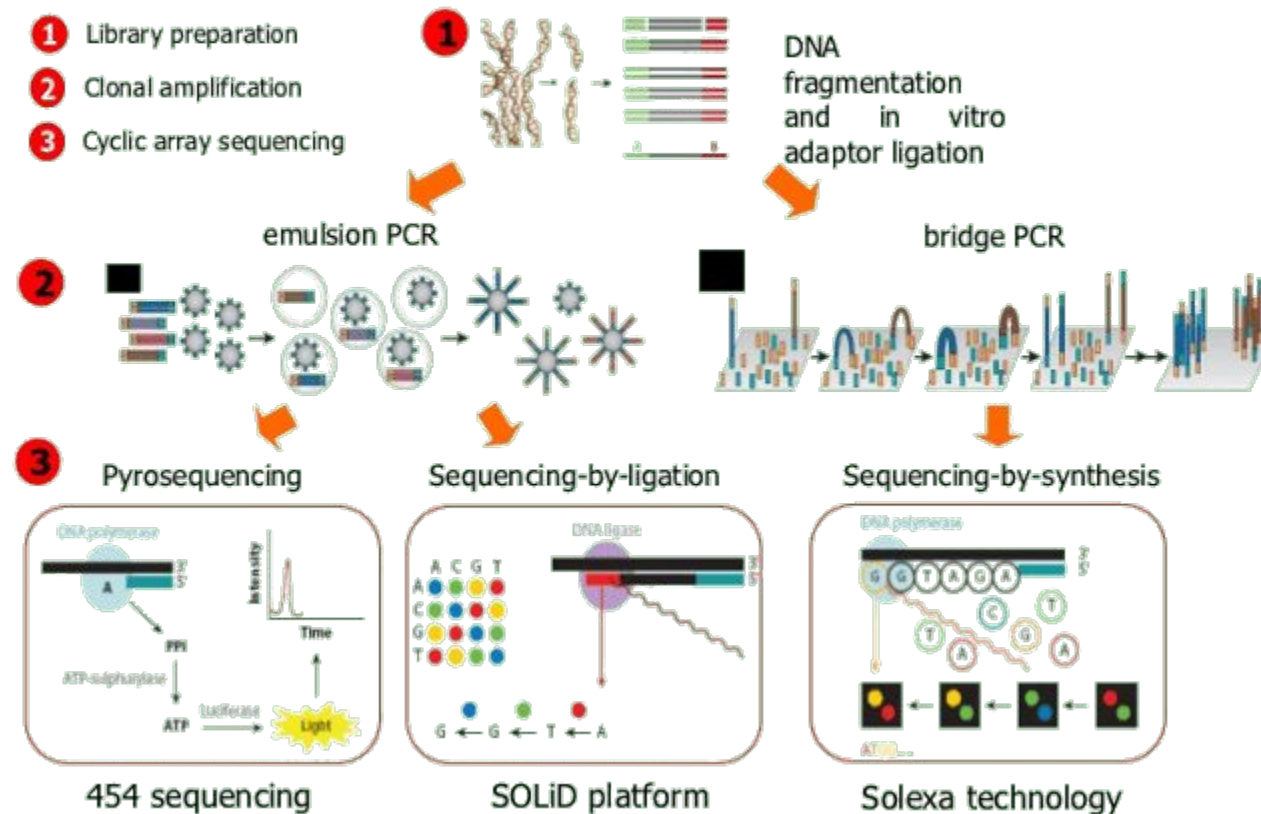 1 Library preparation
2 Clonal amplification
3 Cyclic array sequencing
1
DNA
fragmentation
and in vitro
adaptor ligation
A B
emulsion PCR
bridge PCR
2
3
Pyrosequencing
Sequencing-by-ligation
Sequencing-by-synthesis
DNA polymerase
A
PPi
ATP-sulphurylase
ATP
Luciferase
Light
Intensity
Time
DNA ligase
A C G T
A
C
G
T
G G T A
DNA polymerase
G G T A G A
C T
T G
A A
454 sequencing
SOLiD platform
Solexa technology